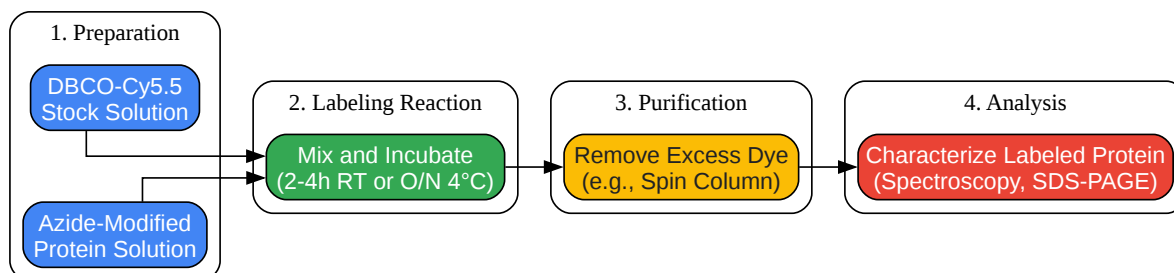 1. Preparation
DBCO-Cy5.5
Stock Solution
Azide-Modified
Protein Solution
2. Labeling Reaction
Mix and Incubate
(2-4h RT or O/N 4°C)
3. Purification
Remove Excess Dye
(e.g., Spin Column)
4. Analysis
Characterize Labeled Protein
(Spectroscopy, SDS-PAGE)